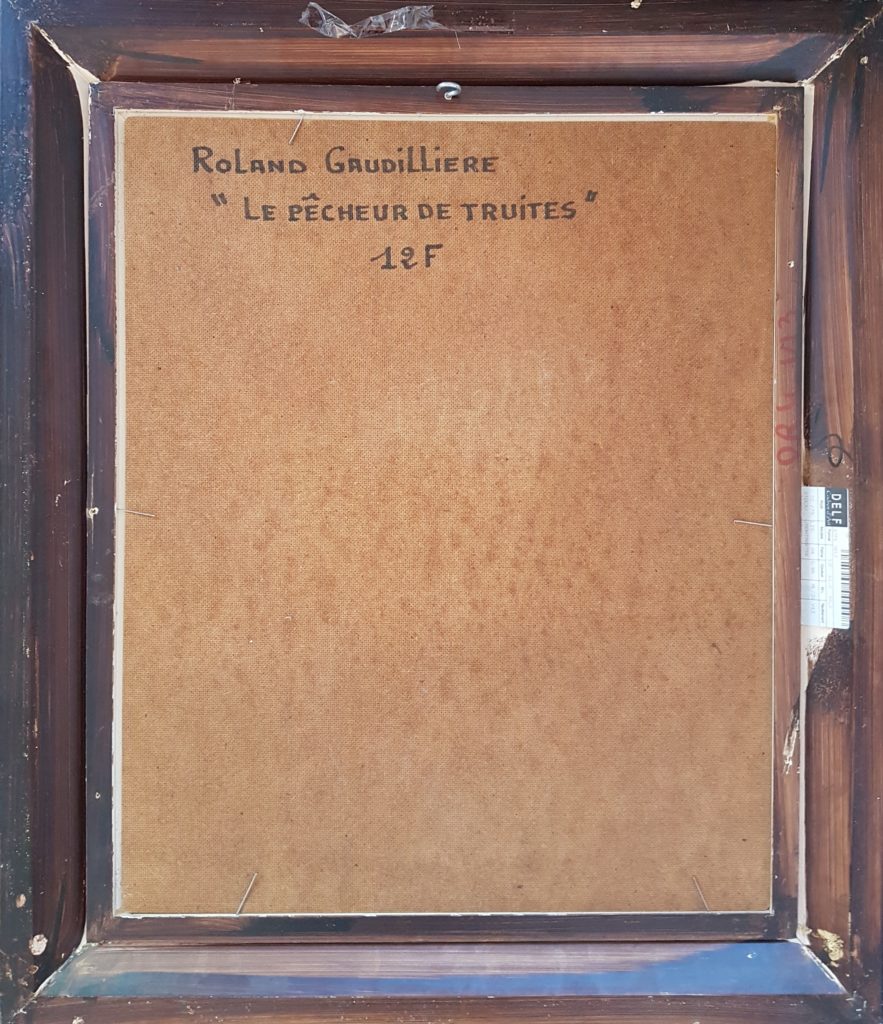 Roland Gaudilliere
" Le pêcheur de truites "
12F
DELF